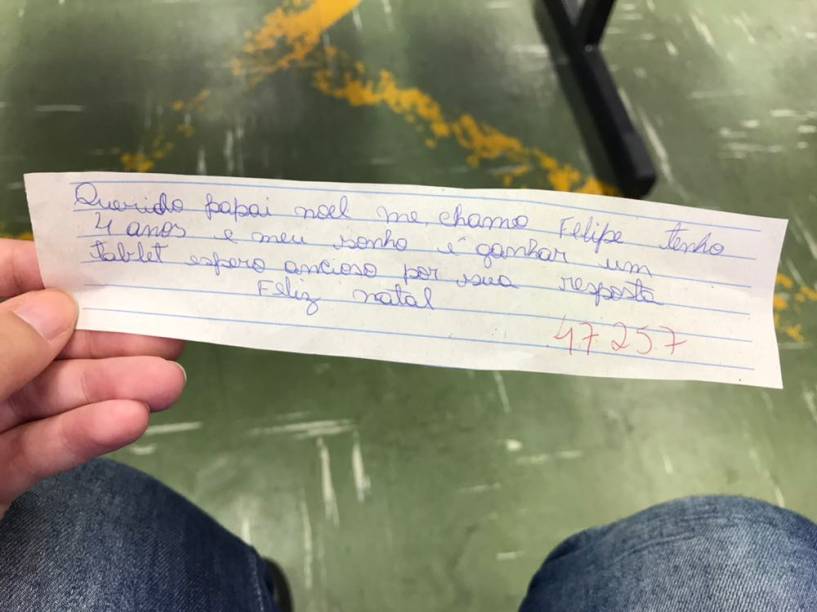 Querido papai noel me chamo Felipe tenho
4 anos e meu sonho é ganhar um
tablet espero ancioso por sua resposta
Feliz natal
47257